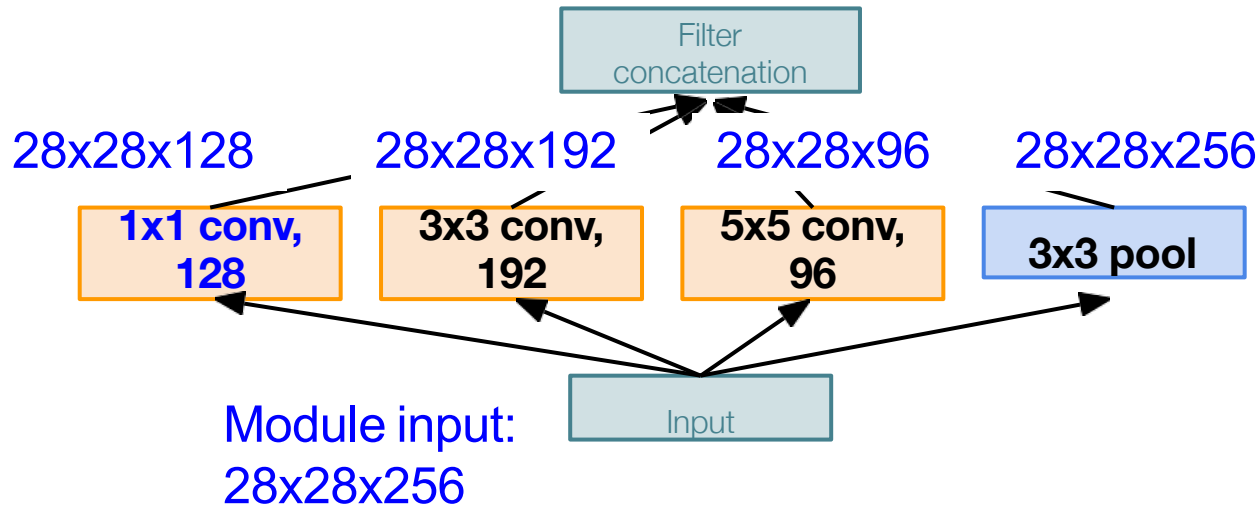 Filter
concatenation
28x28x128 28x28x192 28x28x96 28x28x256
1x1 conv,
128
3x3 conv,
192
5x5 conv,
96
3x3 pool
Input
Module input:
28x28x256